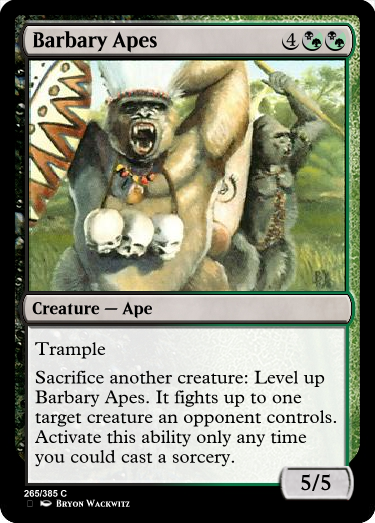 Barbary Apes 4
Creature — Ape
Trample
Sacrifice another creature: Level up
Barbary Apes. It fights up to one
target creature an opponent controls.
Activate this ability only any time
you could cast a sorcery.
5/5
265/385 C
Bryon Wackwitz